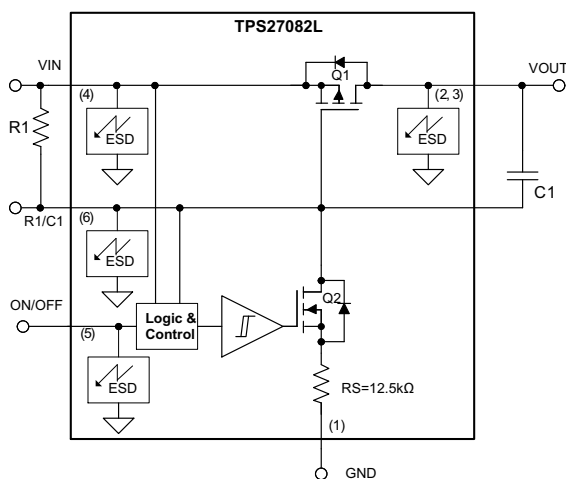 TPS27082L
VIN
Q1
VOUT
(4)
(2, 3)
R1
ESD
ESD
C1
R1/C1
(6)
ESD
ON/OFF
Q2
Logic &
Control
(5)
ESD
RS=12.5kΩ
(1)
GND